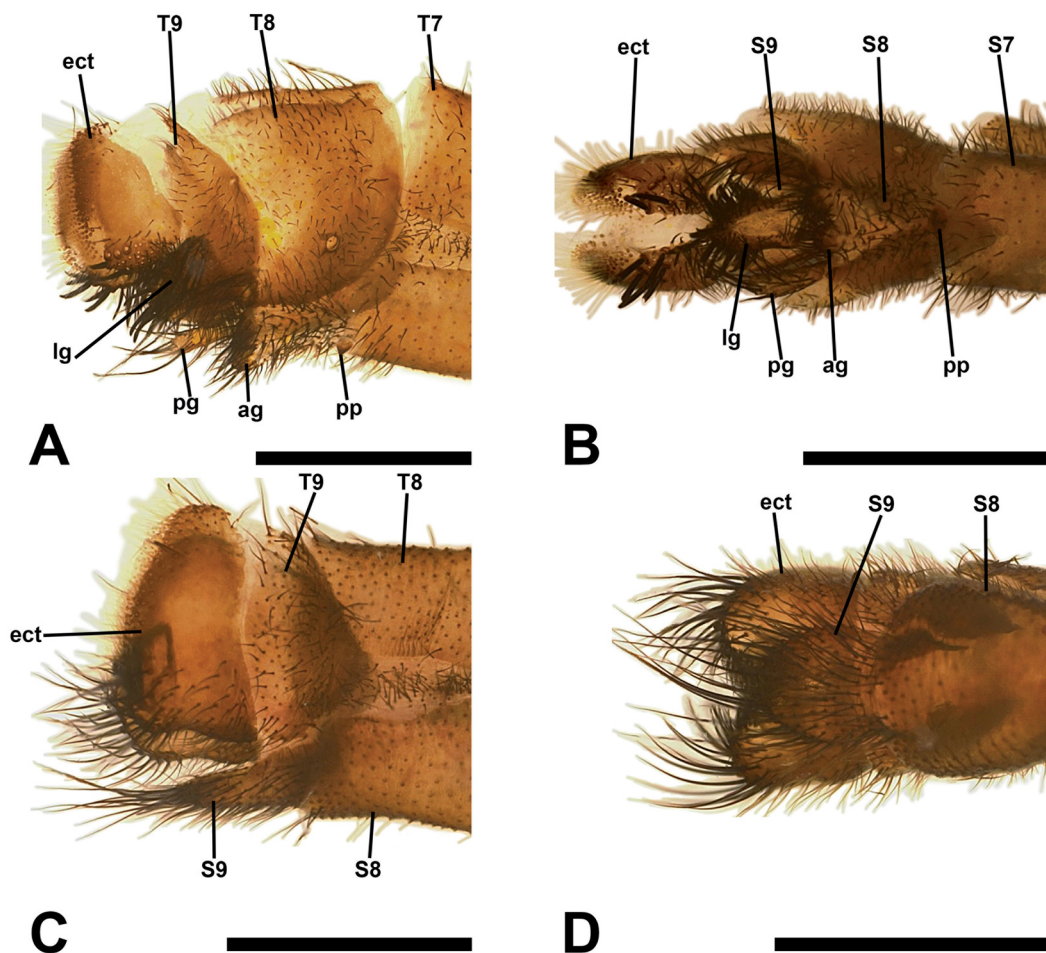 ect T9 T8 T7
lg pg ag pp
A
ect S9 S8 S7
lg pg ag pp
B
T9 T8
ect
S9 S8
C
ect S9 S8
D